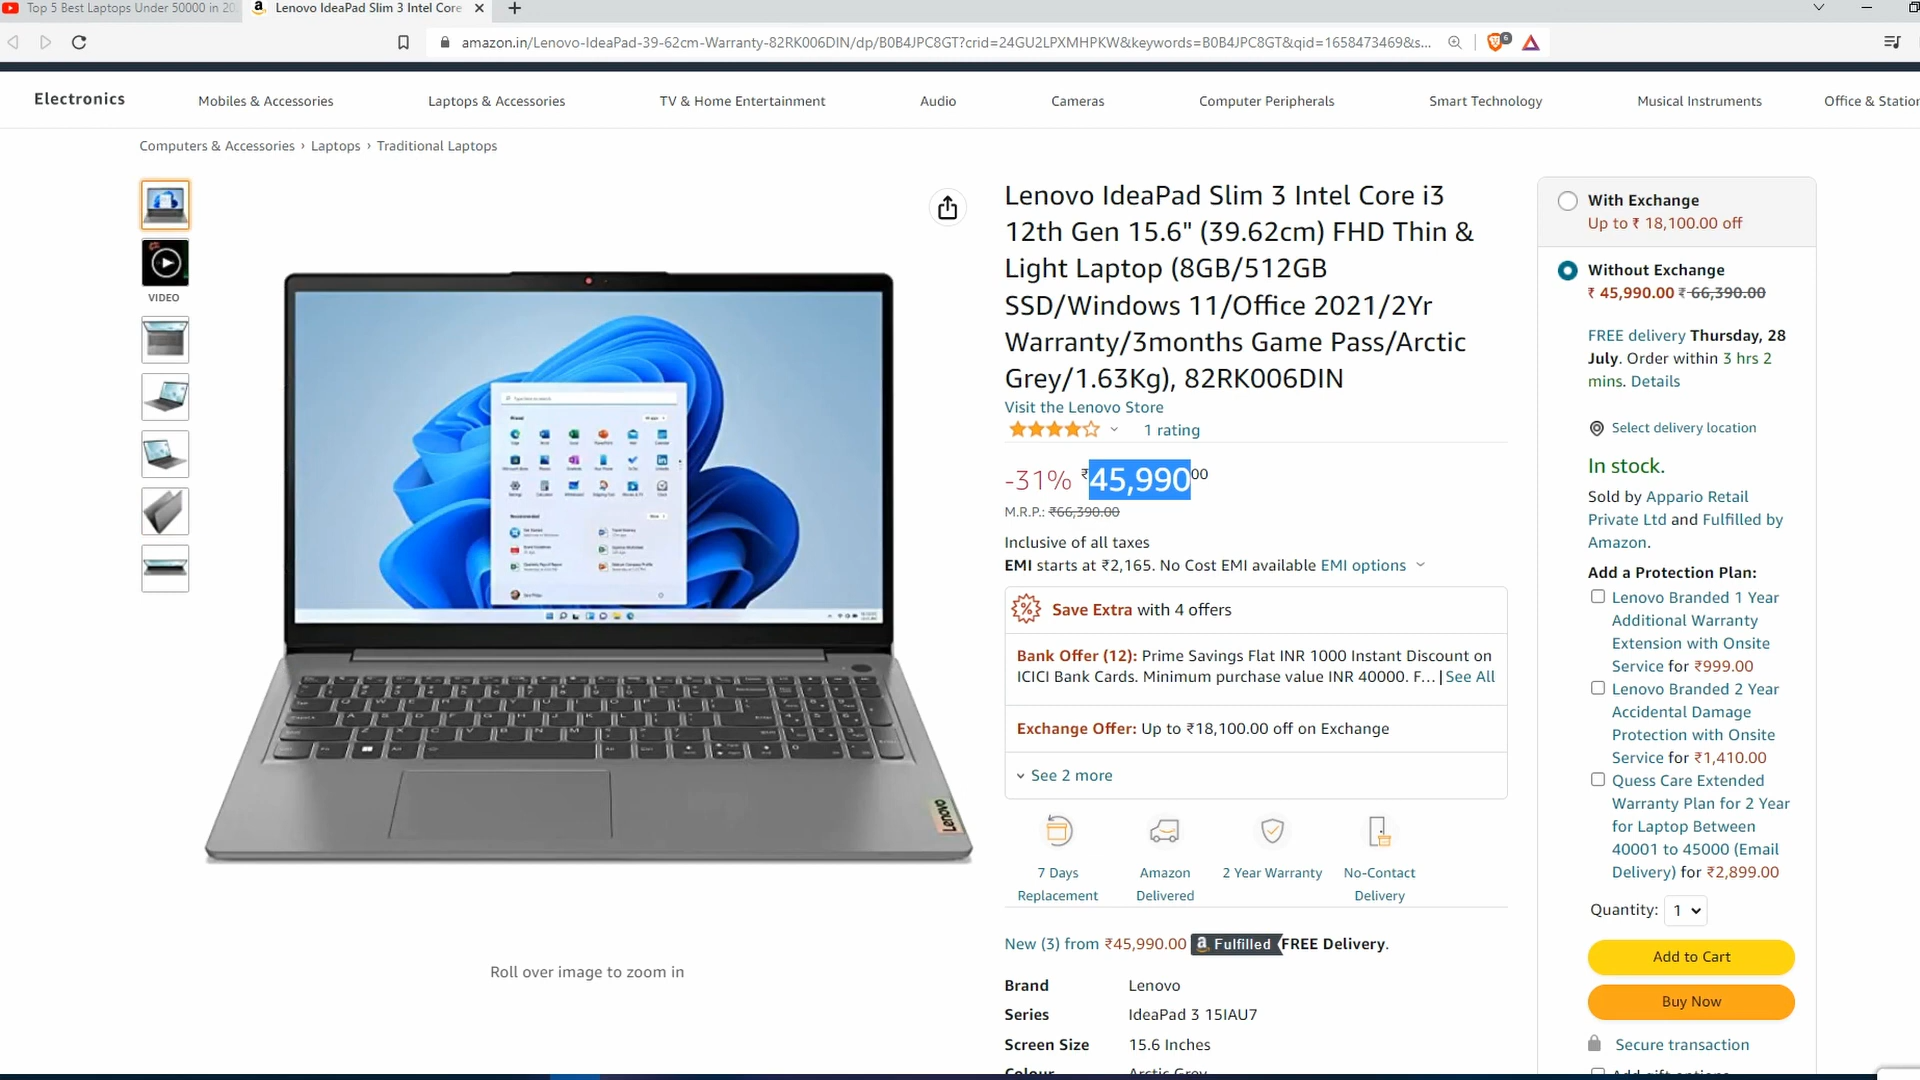 Top 5 Best Laptops Under 50000 in 20
Lenovo IdeaPad Slim 3 Intel Core
amazon.in/Lenovo-IdeaPad-39-62cm-Warranty-82RK006DIN/dp/B0B4JPC8GT?crid=24GU2LPXMHPKW&keywords=B0B4JPC8GT&qid=1658473469&s...
6
Electronics
Mobiles & Accessories
Laptops & Accessories
TV & Home Entertainment
Audio
Cameras
Computer Peripherals
Smart Technology
Musical Instruments
Office & Station
Computers & Accessories › Laptops › Traditional Laptops
VIDEO
Lenovo
Roll over image to zoom in
Lenovo IdeaPad Slim 3 Intel Core i3
12th Gen 15.6" (39.62cm) FHD Thin &
Light Laptop (8GB/512GB
SSD/Windows 11/Office 2021/2Yr
Warranty/3months Game Pass/Arctic
Grey/1.63Kg), 82RK006DIN
Visit the Lenovo Store
1 rating
-31% ₹45,99000
M.R.P.: ₹66,390.00
Inclusive of all taxes
EMI starts at ₹2,165. No Cost EMI available EMI options
Save Extra with 4 offers
Bank Offer (12): Prime Savings Flat INR 1000 Instant Discount on
ICICI Bank Cards. Minimum purchase value INR 40000. F... | See All
Exchange Offer: Up to ₹18,100.00 off on Exchange
See 2 more
7 Days
Replacement
Amazon
Delivered
2 Year Warranty
No-Contact
Delivery
New (3) from ₹45,990.00 a Fulfilled FREE Delivery.
Brand Lenovo
Series IdeaPad 3 15IAU7
Screen Size 15.6 Inches
Colour Arctic Grey
With Exchange
Up to ₹ 18,100.00 off
Without Exchange
₹ 45,990.00 ₹ 66,390.00
FREE delivery Thursday, 28
July. Order within 3 hrs 2
mins. Details
Select delivery location
In stock.
Sold by Appario Retail
Private Ltd and Fulfilled by
Amazon.
Add a Protection Plan:
Lenovo Branded 1 Year
Additional Warranty
Extension with Onsite
Service for ₹999.00
Lenovo Branded 2 Year
Accidental Damage
Protection with Onsite
Service for ₹1,410.00
Quess Care Extended
Warranty Plan for 2 Year
for Laptop Between
40001 to 45000 (Email
Delivery) for ₹2,899.00
Quantity: 1
Add to Cart
Buy Now
Secure transaction
Add gift options